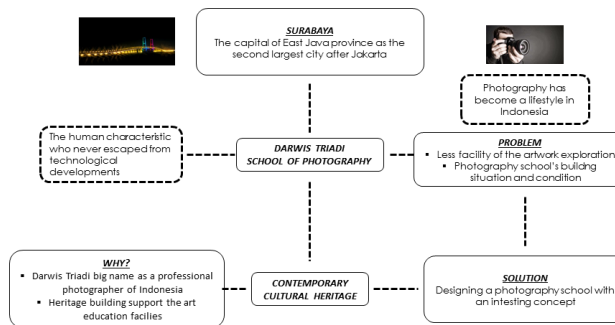 SURABAYA
The capital of East Java province as the
second largest city after Jakarta
Photography has
become a lifestyle in
Indonesia
The human characteristic
who never escaped from
technological
developments
DARWIS TRIADI
SCHOOL OF PHOTOGRAPHY
PROBLEM
▪ Less facility of the artwork exploration
▪ Photography school's buildng
situation and condition
WHY?
▪ Darwis Triadi big name as a professional
photographer of Indonesia
▪ Heritage building support the art
education facilies
CONTEMPORARY
CULTURAL HERITAGE
SOLUTION
Designing a photography school with
an intesting concept